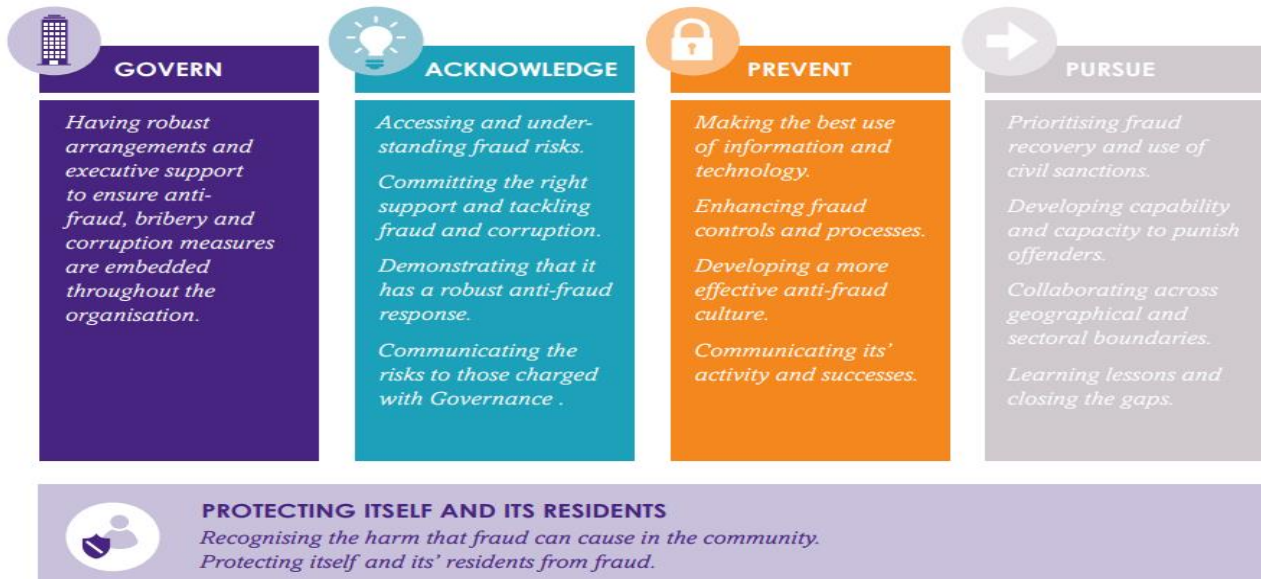 GOVERN
Having robust
arrangements and
executive support
to ensure anti-
fraud, bribery and
corruption measures
are embedded
throughout the
organisation.
ACKNOWLEDGE
Accessing and under-
standing fraud risks.
Committing the right
support and tackling
fraud and corruption.
Demonstrating that it
has a robust anti-fraud
response.
Communicating the
risks to those charged
with Governance .
PREVENT
Making the best use
of information and
technology.
Enhancing fraud
controls and processes.
Developing a more
effective anti-fraud
culture.
Communicating its’
activity and successes.
PURSUE
Prioritising fraud
recovery and use of
civil sanctions.
Developing capability
and capacity to punish
offenders.
Collaborating across
geographical and
sectoral boundaries.
Learning lessons and
closing the gaps.
PROTECTING ITSELF AND ITS RESIDENTS
Recognising the harm that fraud can cause in the community.
Protecting itself and its’ residents from fraud.